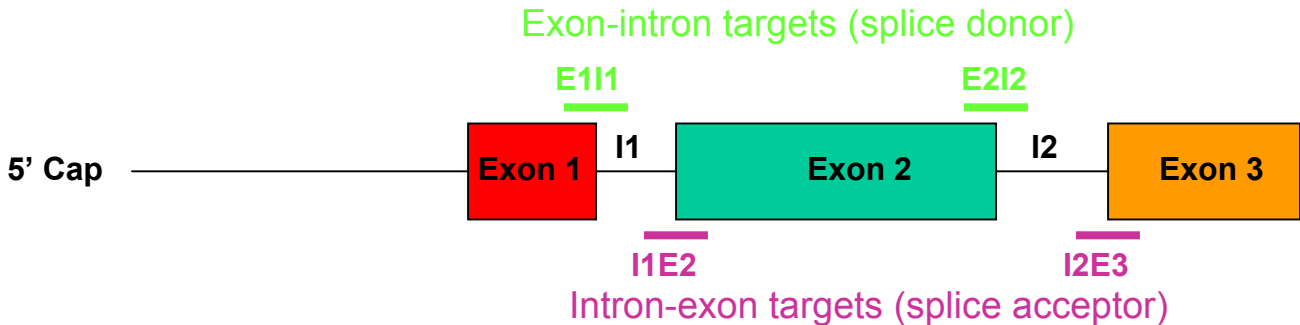 Exon-intron targets (splice donor)
E1I1 E2I2
5’ Cap Exon 1 I1 Exon 2 I2 Exon 3
I1E2 I2E3
Intron-exon targets (splice acceptor)